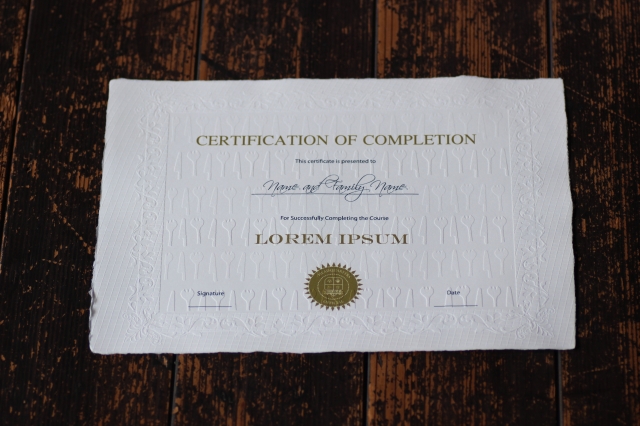 CERTIFICATION OF COMPLETION
This certificate is presented to
Name and Family Name
For Successfully Completing the Course
LOREM IPSUM
Signature
Date